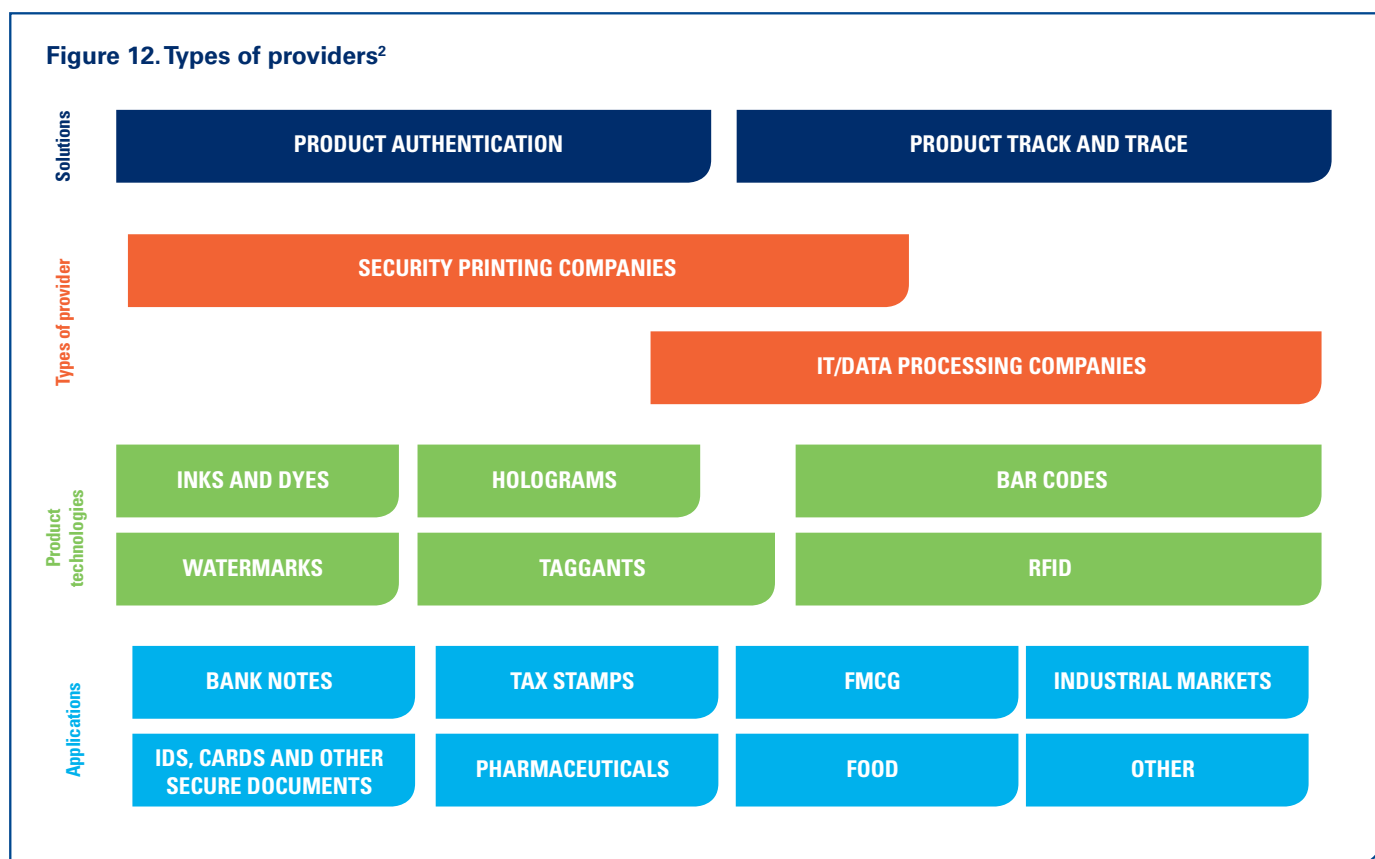 Figure 12. Types of providers²
Solutions
PRODUCT AUTHENTICATION
PRODUCT TRACK AND TRACE
Types of provider
SECURITY PRINTING COMPANIES
IT/DATA PROCESSING COMPANIES
Product
technologies
INKS AND DYES
HOLOGRAMS
BAR CODES
WATERMARKS
TAGGANTS
RFID
Applications
BANK NOTES
TAX STAMPS
FMCG
INDUSTRIAL MARKETS
IDS, CARDS AND OTHER
SECURE DOCUMENTS
PHARMACEUTICALS
FOOD
OTHER